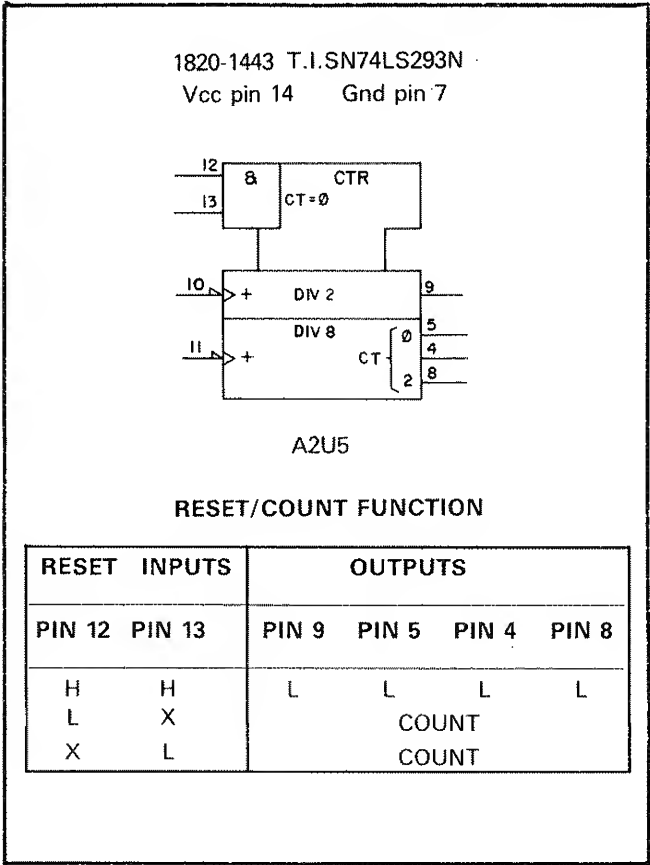 1820-1443 T.I.SN74LS293N
Vcc pin 14 Gnd pin 7
12 & CTR
13 CT=Ø
10 + DIV 2 9
DIV 8 Ø 5
11 + CT 4
2 8
A2U5
RESET/COUNT FUNCTION
RESET INPUTS OUTPUTS
PIN 12 PIN 13 PIN 9 PIN 5 PIN 4 PIN 8
H H L L L L
L X COUNT
X L COUNT